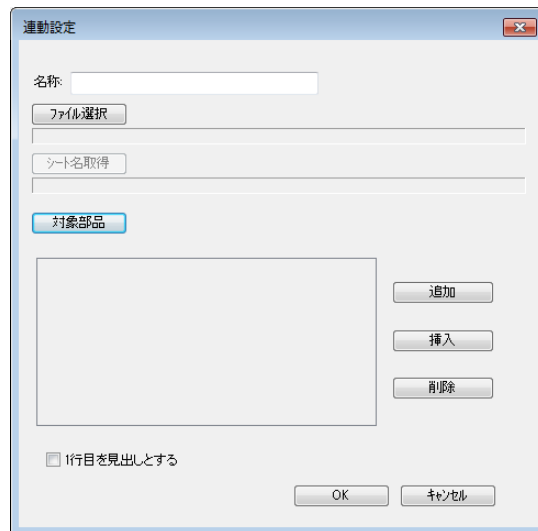 連動設定
名称:
ファイル選択
シート名取得
対象部品
追加
挿入
削除
1行目を見出しとする
OK
キャンセル